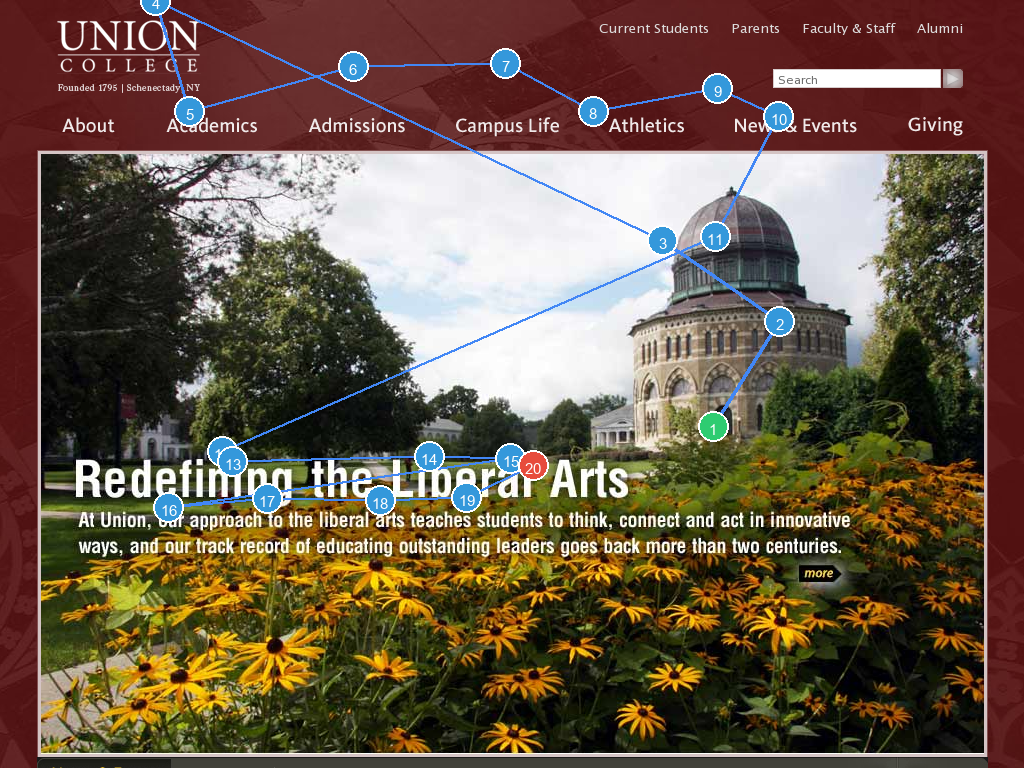 Current Students Parents Faculty & Staff Alumni
UNION
COLLEGE
Founded 1795 | Schenectady, NY
Search
About Academics Admissions Campus Life Athletics News & Events Giving
Redefining the Liberal Arts
At Union, our approach to the liberal arts teaches students to think, connect and act in innovative
ways, and our track record of educating outstanding leaders goes back more than two centuries.
more
1
2
3
4
5
6
7
8
9
10
11
13
14
15
16
17
18
19
20